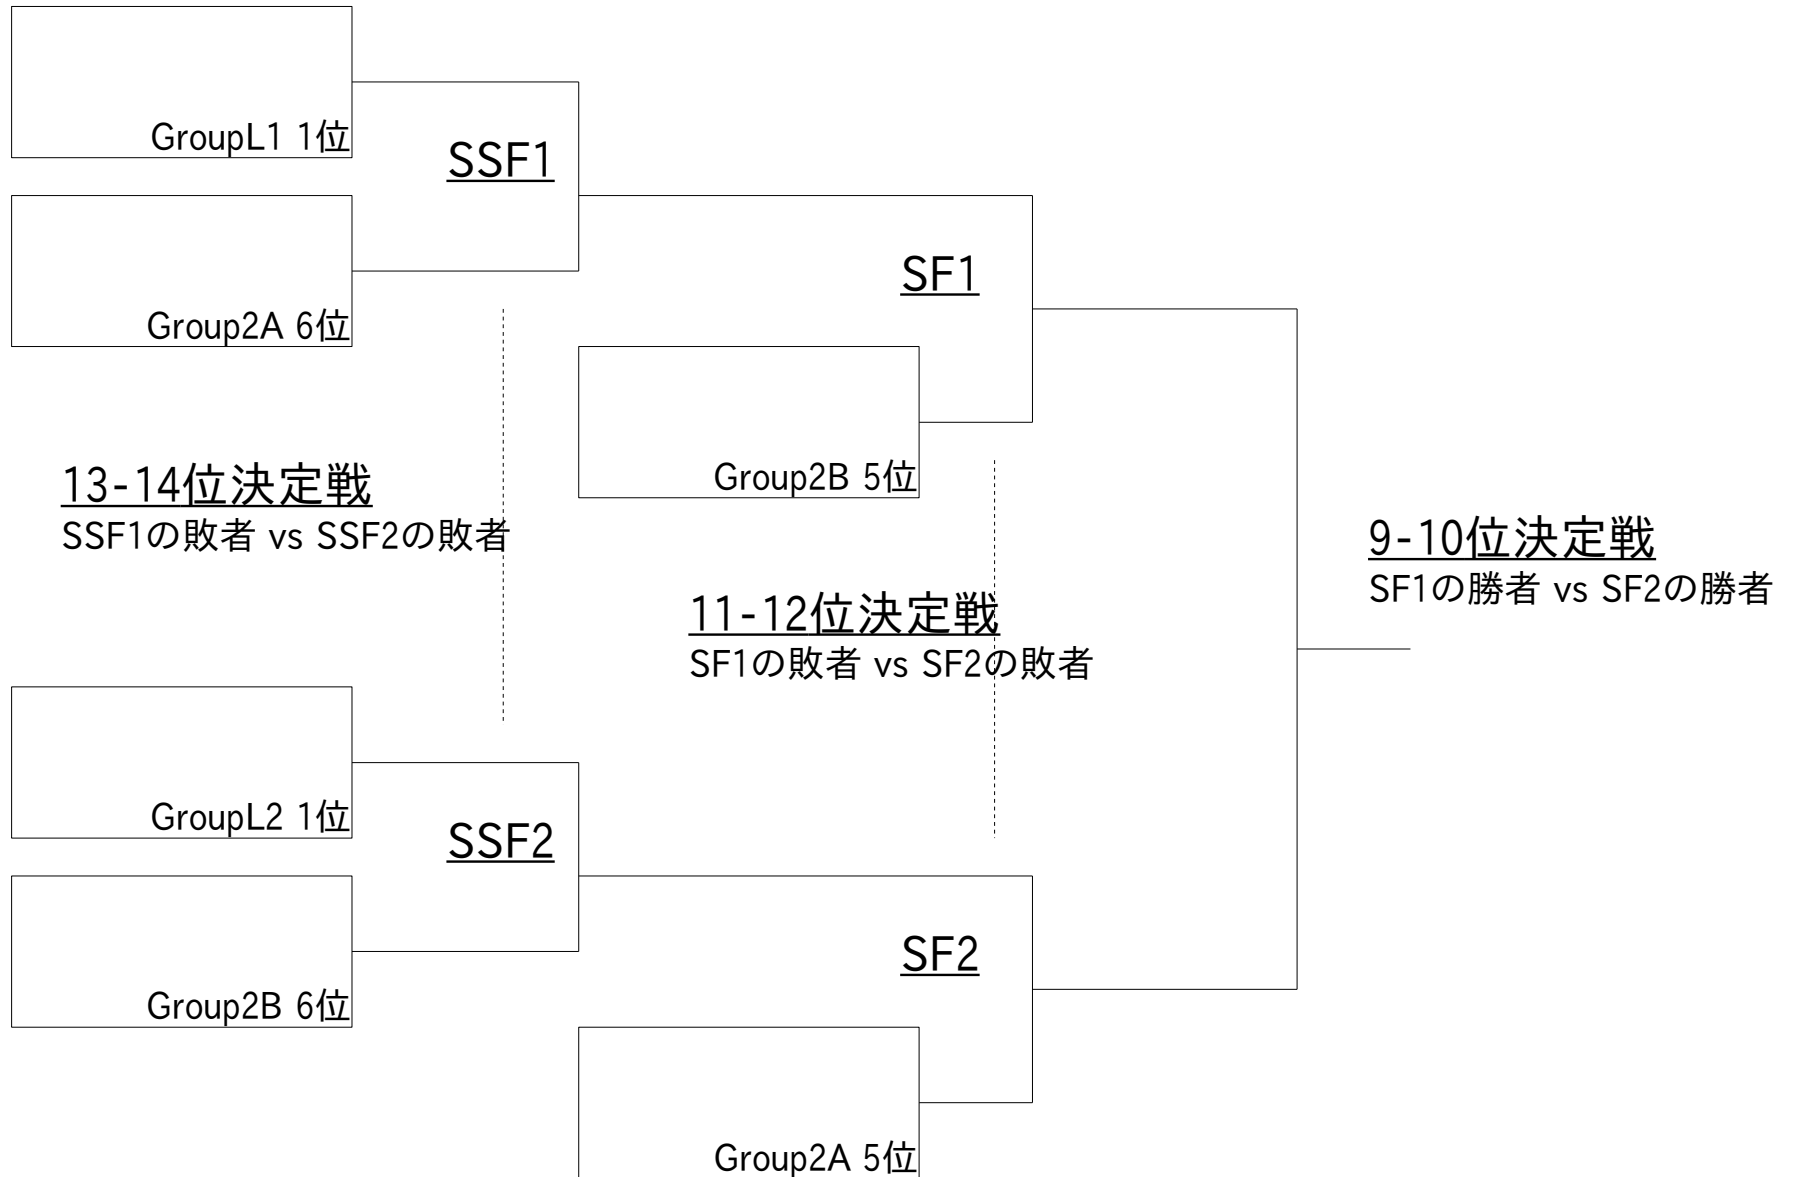 GroupL1 1位
SSF1
Group2A 6位
SF1
Group2B 5位
13-14位決定戦
SSF1の敗者 vs SSF2の敗者
9-10位決定戦
SF1の勝者 vs SF2の勝者
11-12位決定戦
SF1の敗者 vs SF2の敗者
GroupL2 1位
SSF2
Group2B 6位
SF2
Group2A 5位